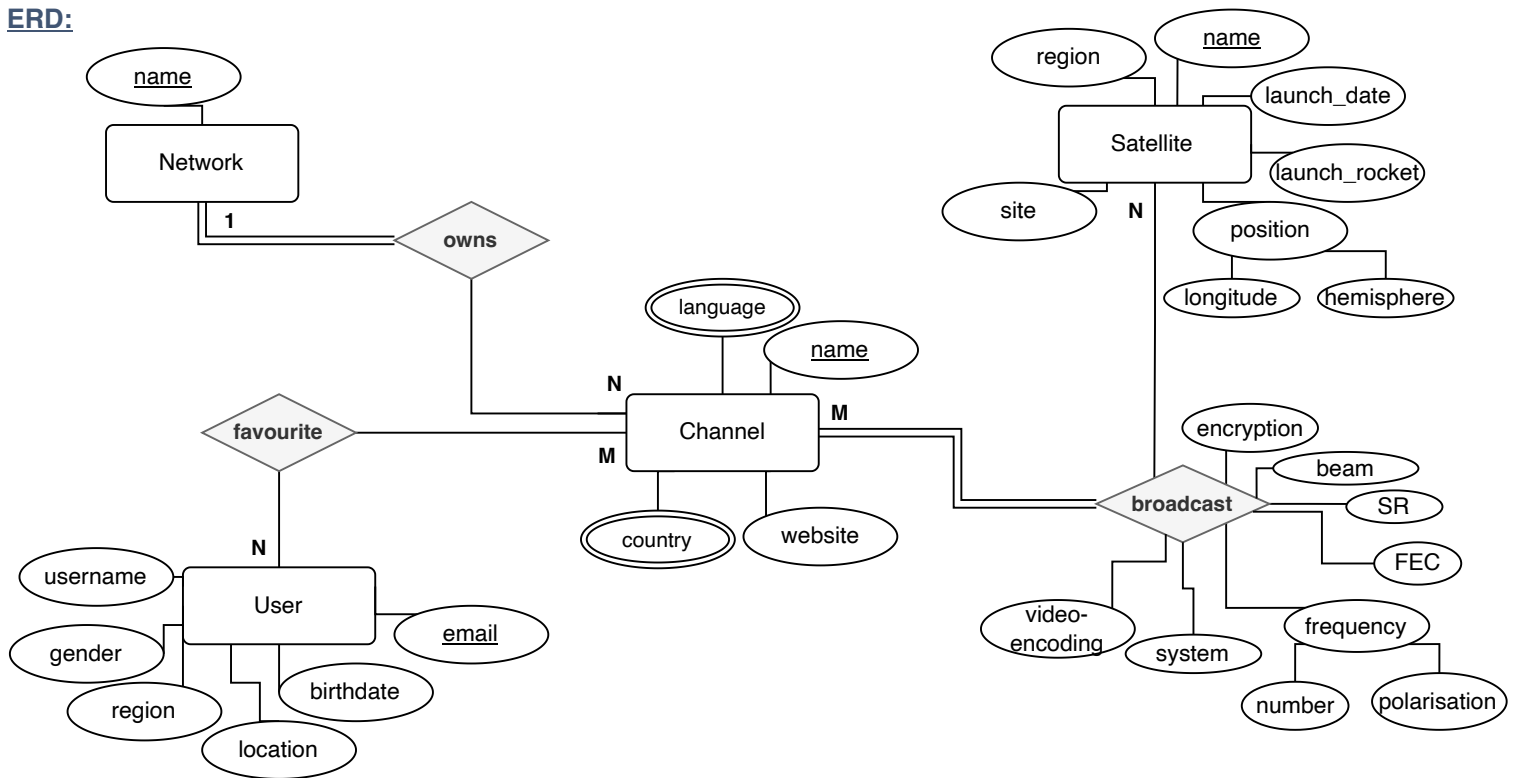 ERD:
name
Network
1
owns
region
name
launch_date
Satellite
launch_rocket
site
N
position
longitude
hemisphere
language
name
N
Channel
M
favourite
M
country
website
encryption
beam
broadcast
SR
FEC
video-
encoding
system
frequency
number
polarisation
N
username
User
gender
email
region
birthdate
location